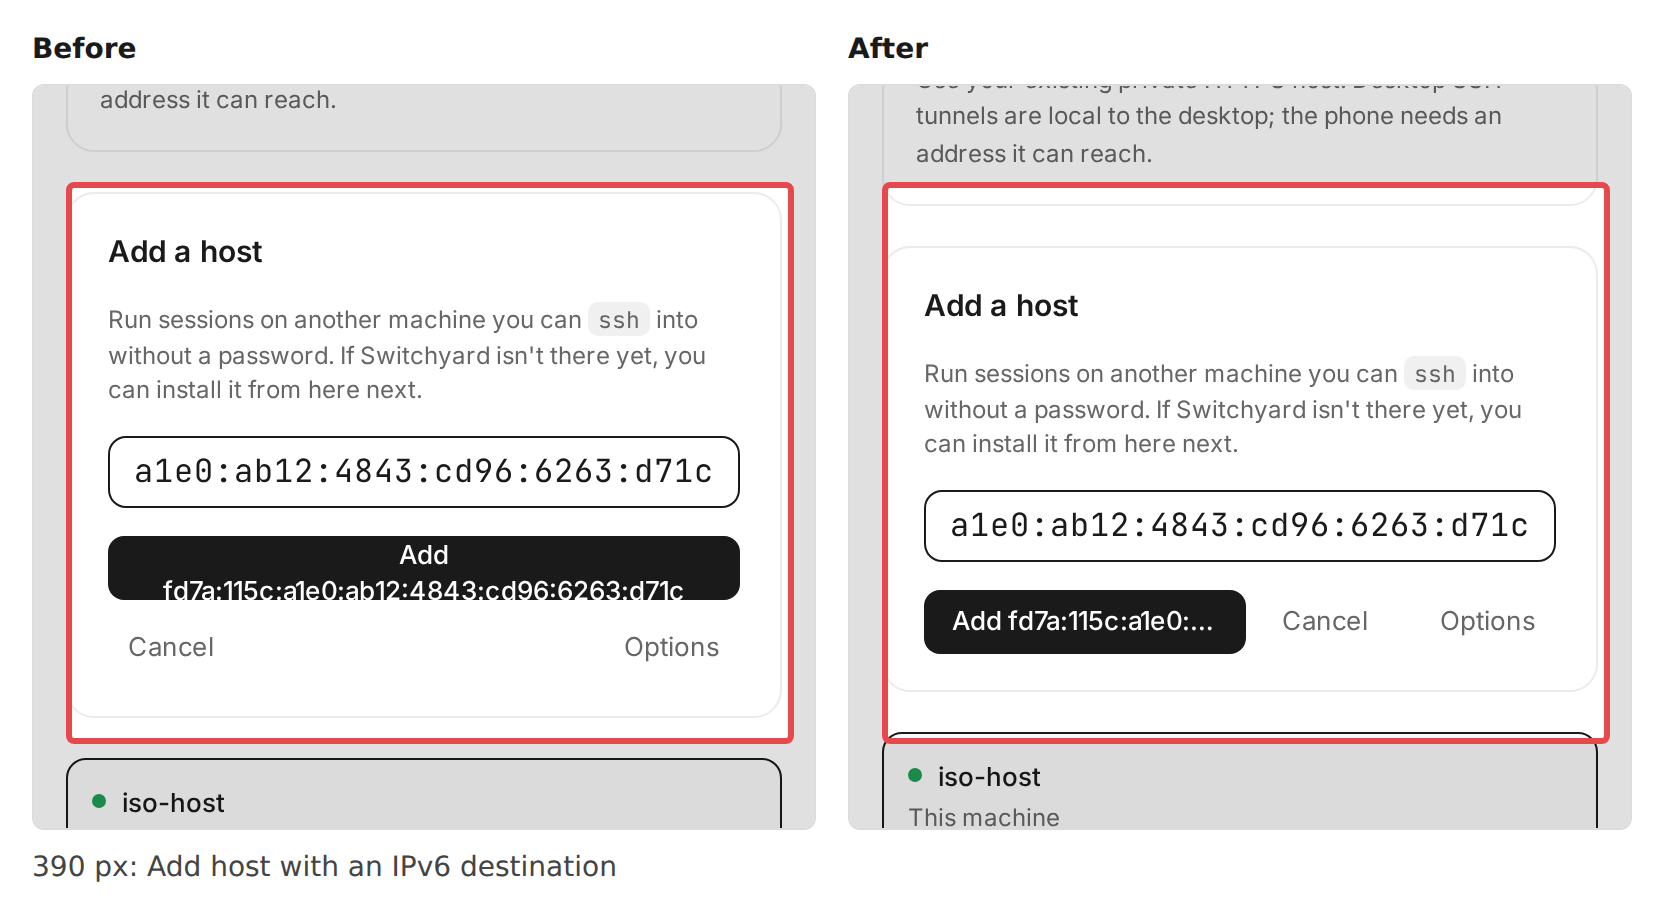 Before
address it can reach.
Add a host
Run sessions on another machine you can ssh into
without a password. If Switchyard isn't there yet, you
can install it from here next.
a1e0:ab12:4843:cd96:6263:d71c
Add
fd7a:115c:a1e0:ab12:4843:cd96:6263:d71c
Cancel
Options
iso-host
After
tunnels are local to the desktop; the phone needs an
address it can reach.
Add a host
Run sessions on another machine you can ssh into
without a password. If Switchyard isn't there yet, you
can install it from here next.
a1e0:ab12:4843:cd96:6263:d71c
Add fd7a:115c:a1e0:...
Cancel
Options
iso-host
This machine
390 px: Add host with an IPv6 destination